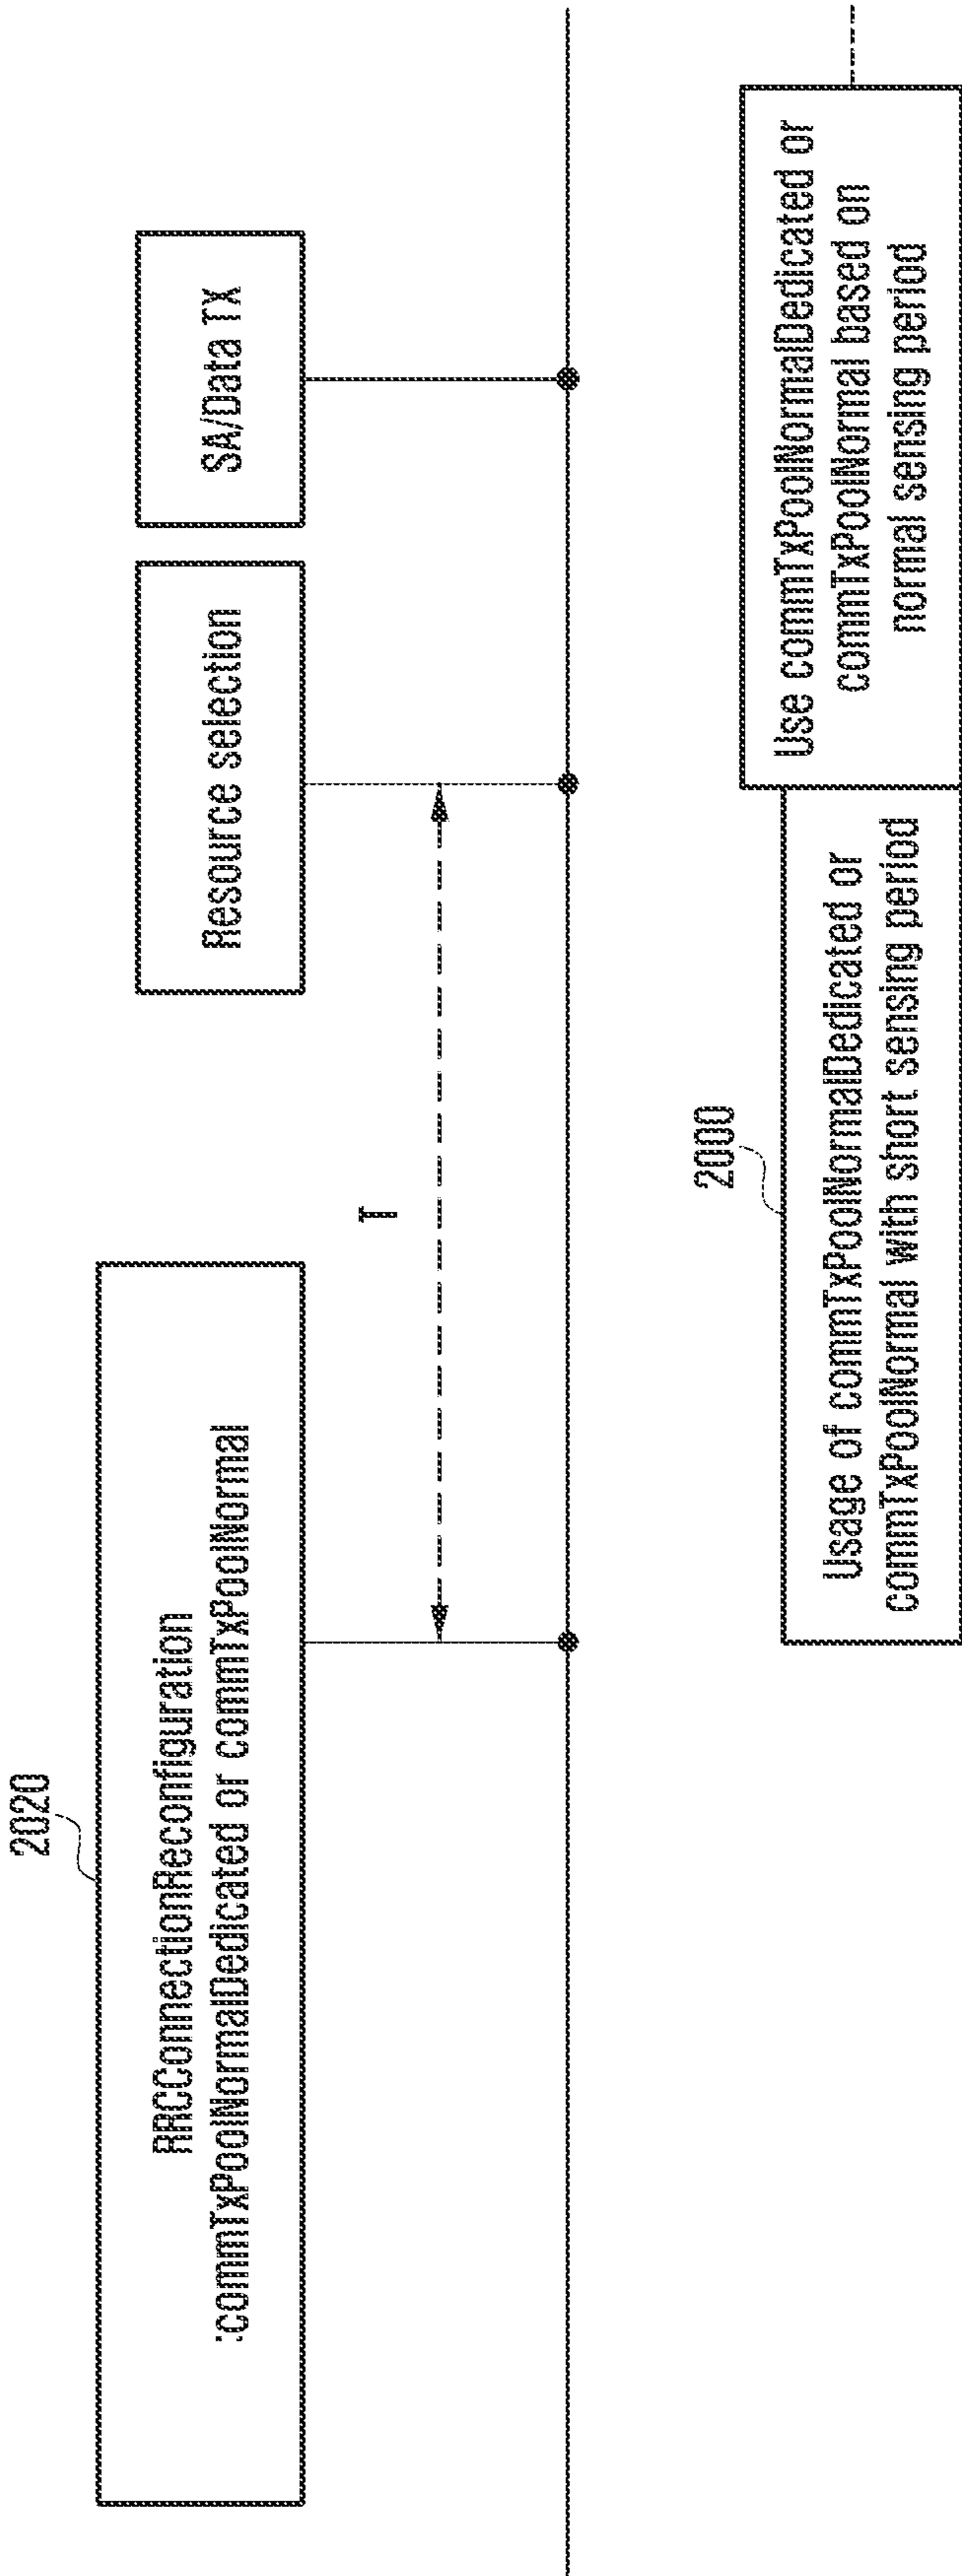 2020
RRCConnectionReconfiguration
:commTxPoolNormalDedicated or commTxPoolNormal
Resource selection
SA/Data TX
T
2000
Usage of commTxPoolNormalDedicated or
commTxPoolNormal with short sensing period
Use commTxPoolNormalDedicated or
commTxPoolNormal based on
normal sensing period